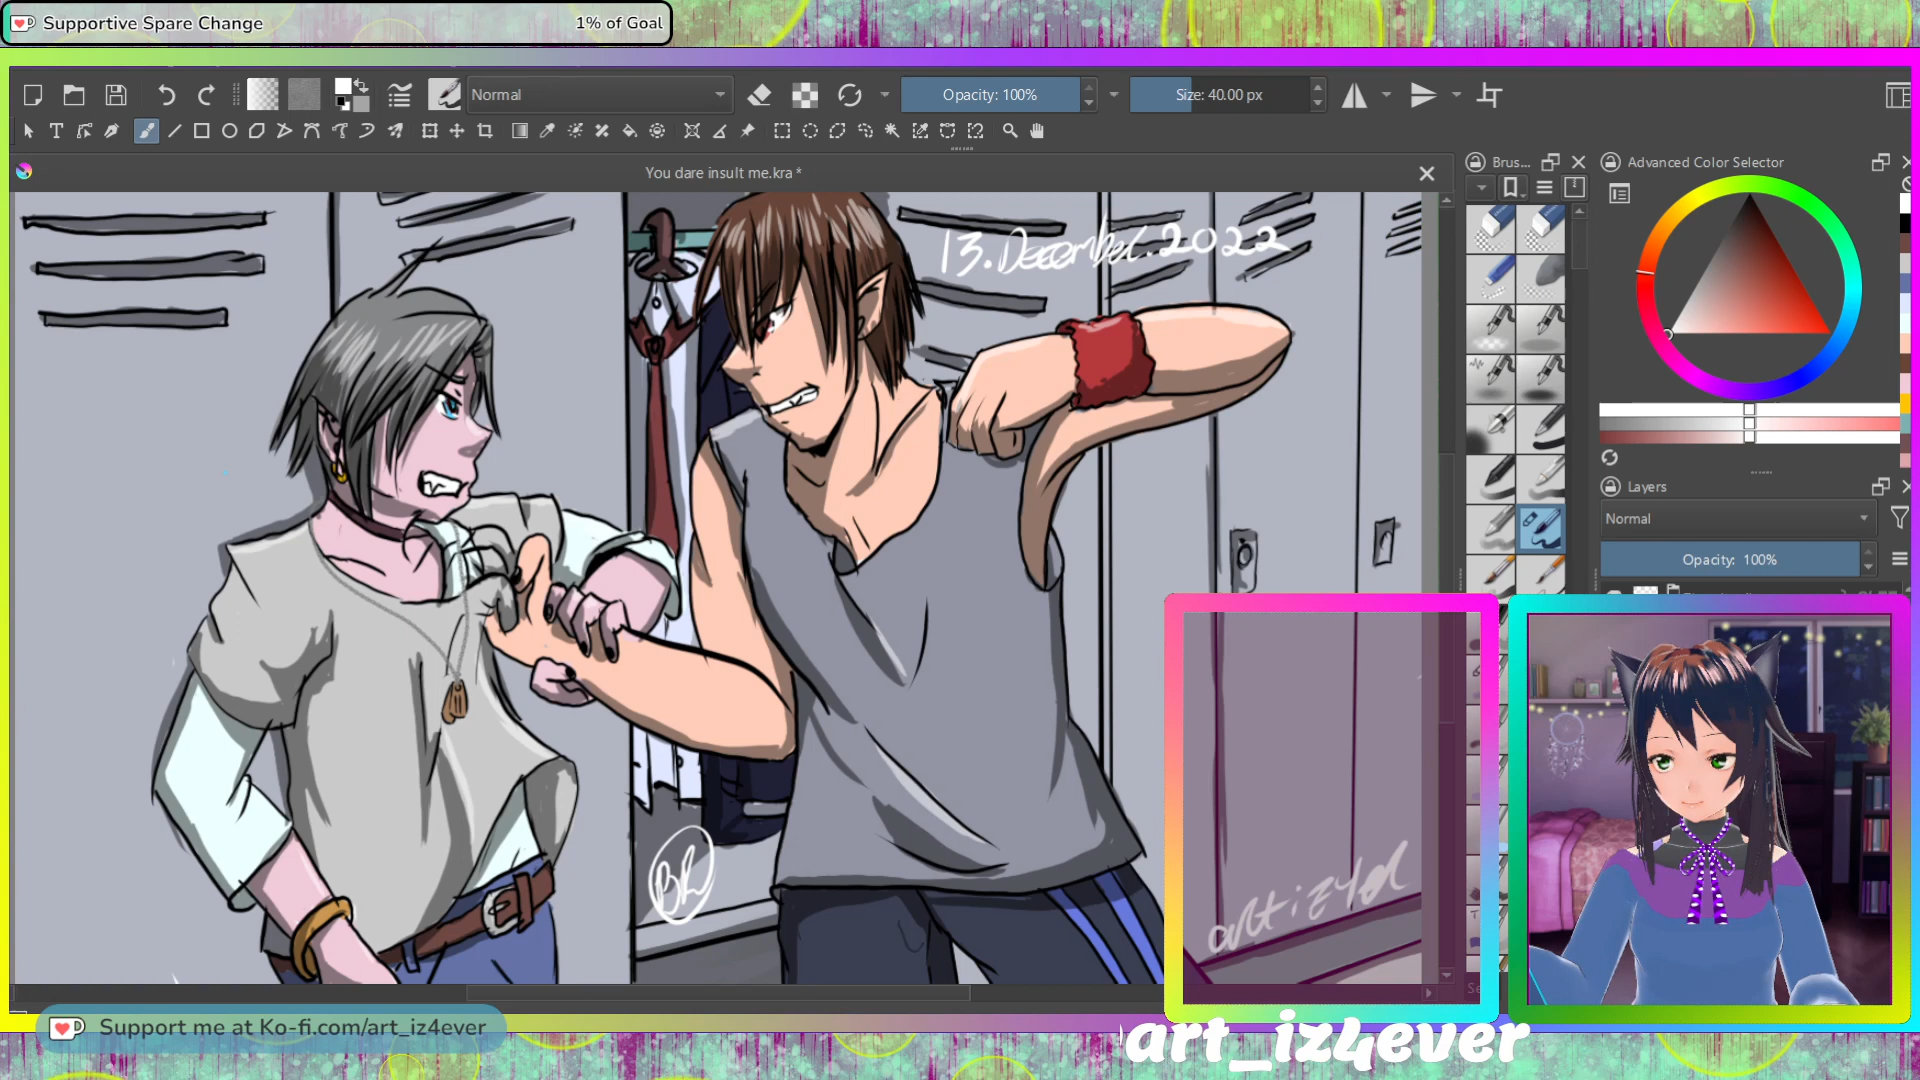 Supportive Spare Change 1% of Goal
Normal Opacity: 100% Size: 40.00 px
You dare insult me.kra *
Brus... Advanced Color Selector
13.December.2022
Layers
Normal
Opacity: 100%
BR
art_iz4ever
Support me at Ko-fi.com/art_iz4ever